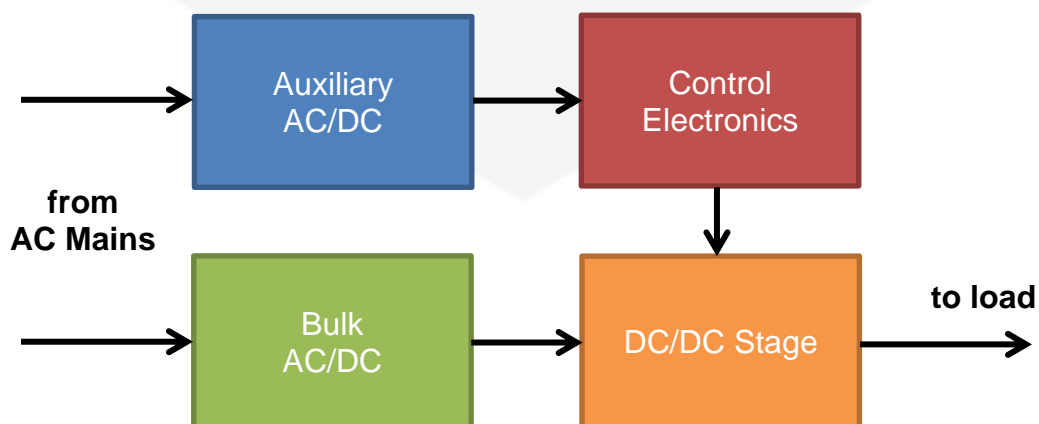 Auxiliary
AC/DC
Control
Electronics
from
AC Mains
Bulk
AC/DC
DC/DC Stage
to load